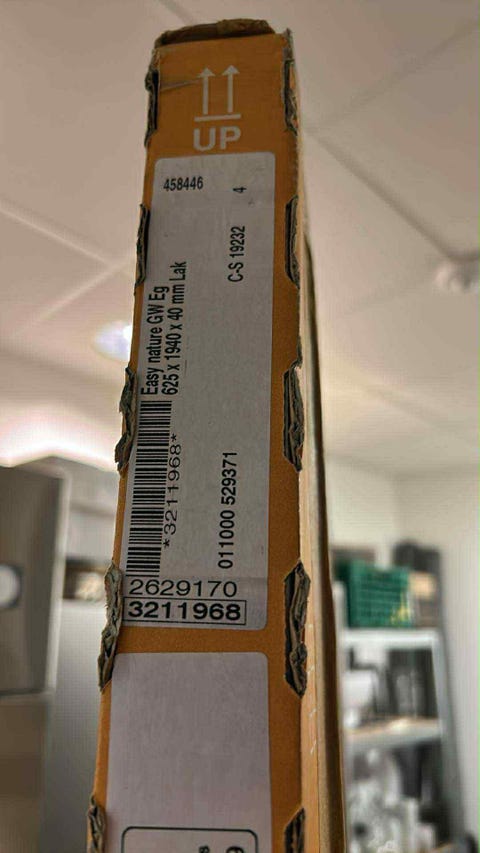 UP
458446
4
C-S 19232
Easy nature GW Eg
625 x 1940 x 40 mm Lak
*3211968*
011000 529371
2629170
3211968